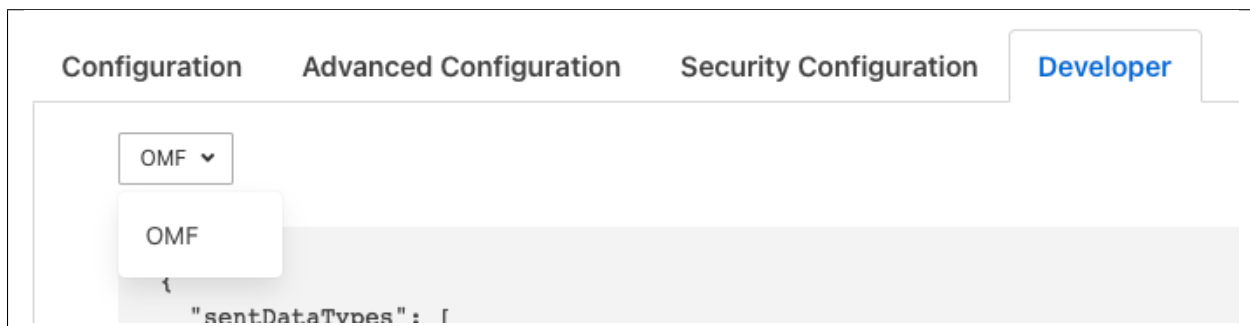 Configuration Advanced Configuration Security Configuration Developer
OMF
OMF
{
"sentDataTypes": [